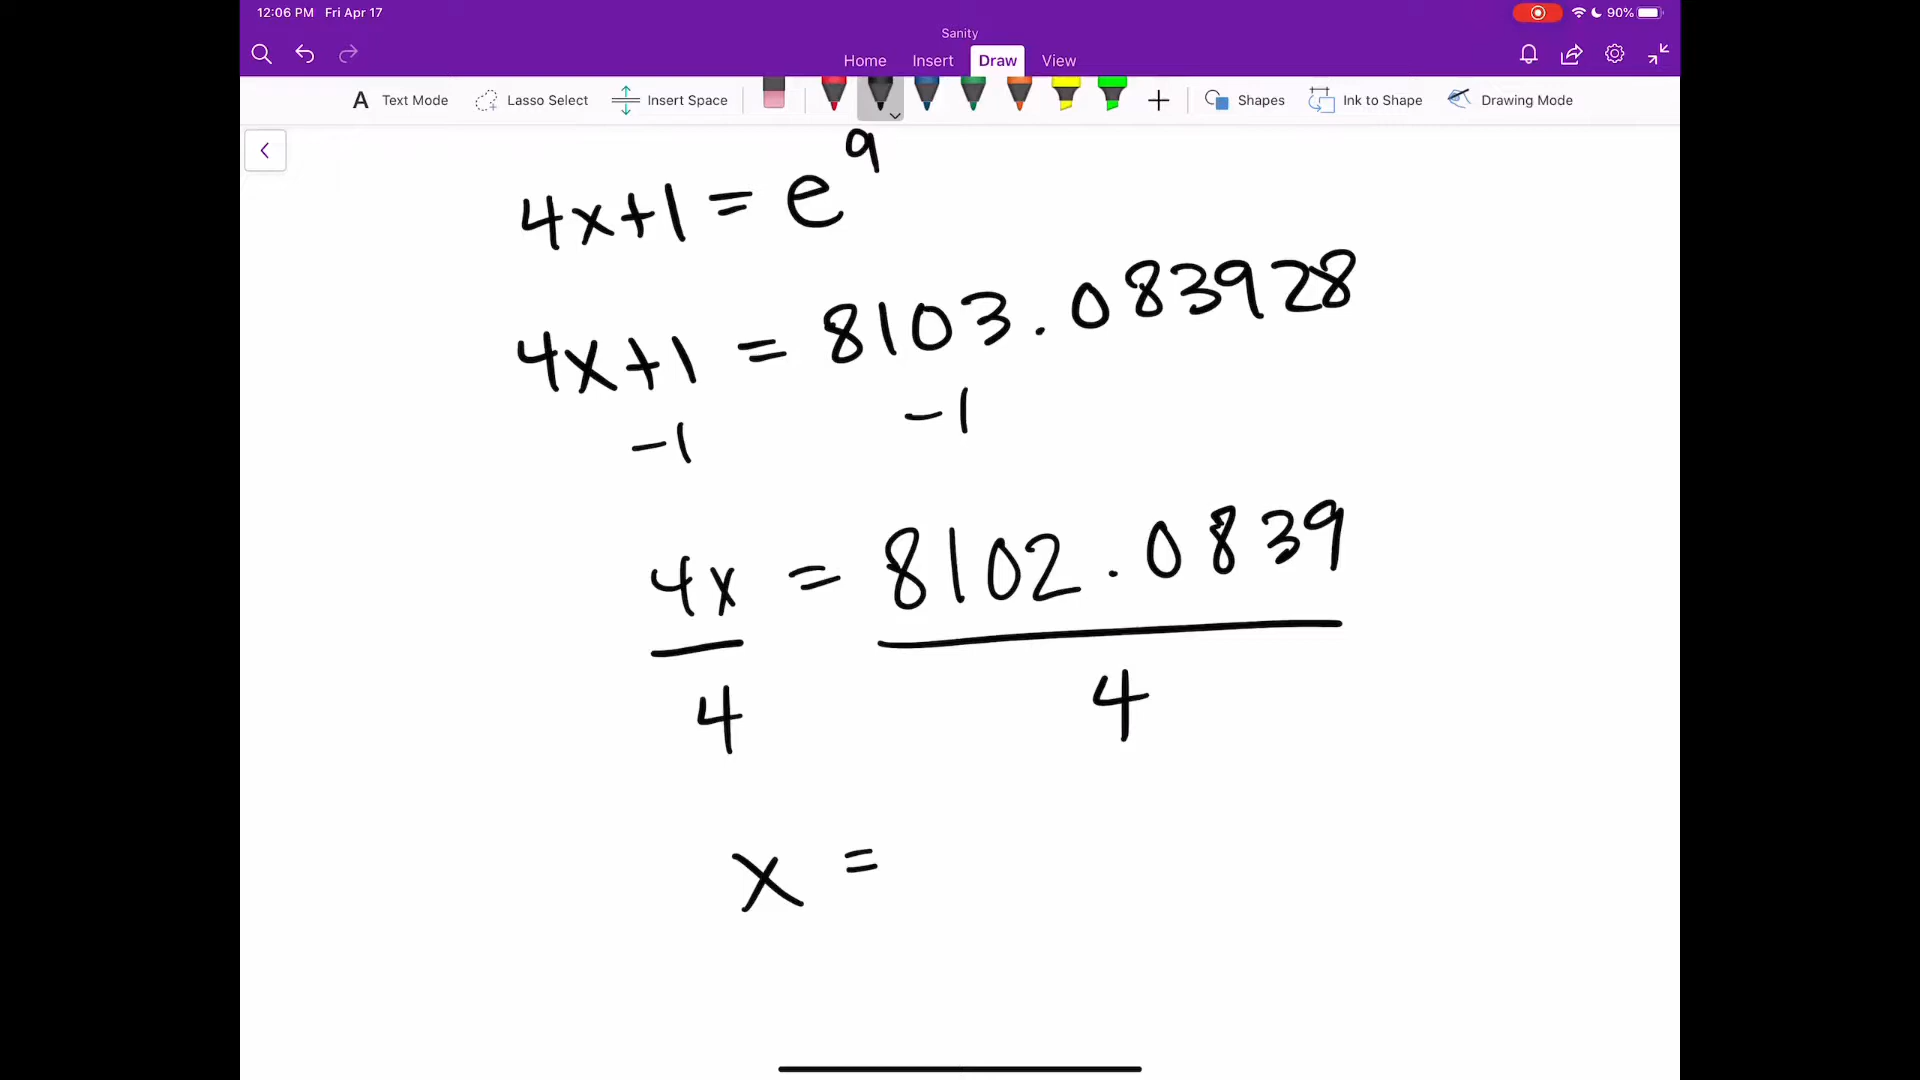 12:06 PM Fri Apr 17
90%
Sanity
Home Insert Draw View
A Text Mode Lasso Select Insert Space Shapes Ink to Shape Drawing Mode
4x+1 = e^9
4x+1 = 8103.083928
-1 -1
4x = 8102.0839
4 4
x =